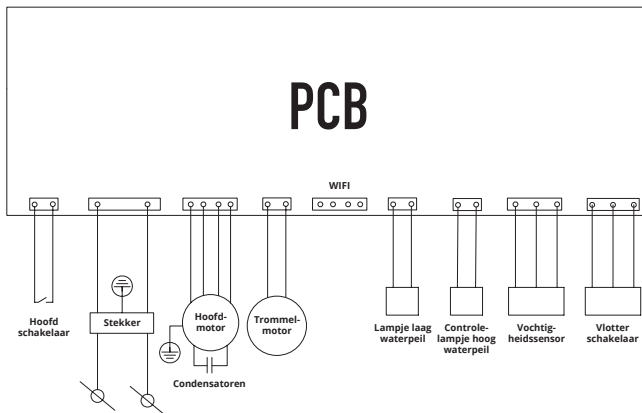 PCB
WIFI
Hoofd
schakelaar
Stekker
Hoofd-
motor
Condensatoren
Trommel-
motor
Lampje laag
waterpeil
Controle-
lampje hoog
waterpeil
Vochtig-
heidssensor
Vlotter
schakelaar